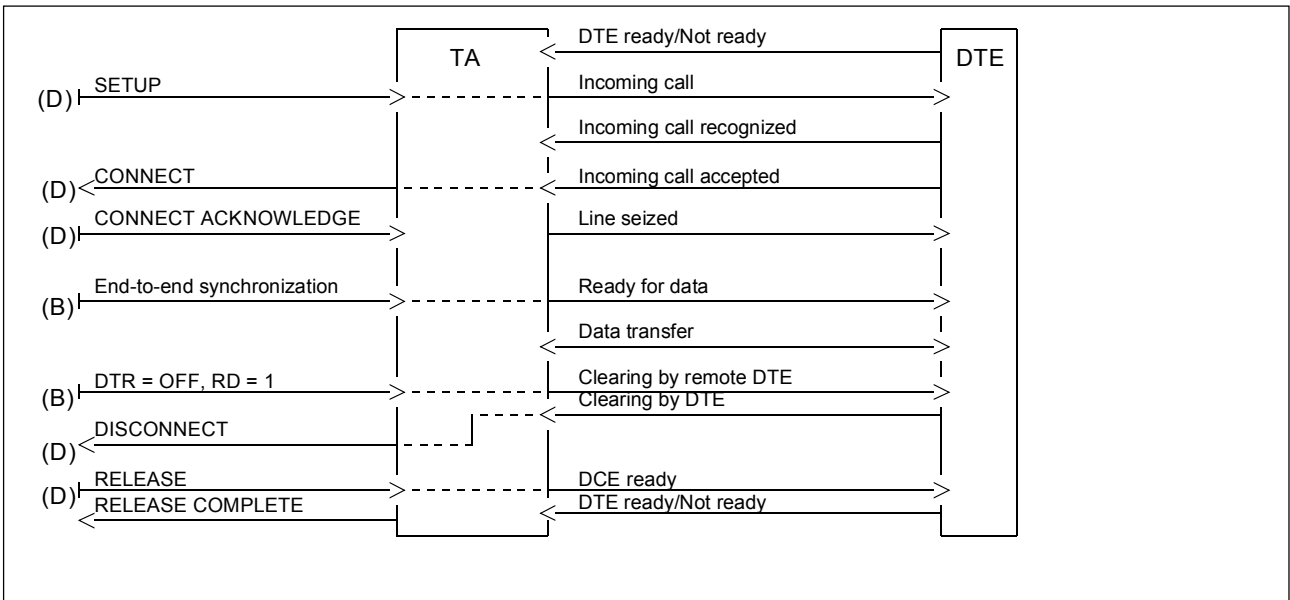 DTE ready/Not ready
TA
DTE
(D) SETUP
Incoming call
Incoming call recognized
(D) CONNECT
Incoming call accepted
(D) CONNECT ACKNOWLEDGE
Line seized
(B) End-to-end synchronization
Ready for data
Data transfer
(B) DTR = OFF, RD = 1
Clearing by remote DTE
Clearing by DTE
(D) DISCONNECT
(D) RELEASE
DCE ready
RELEASE COMPLETE
DTE ready/Not ready